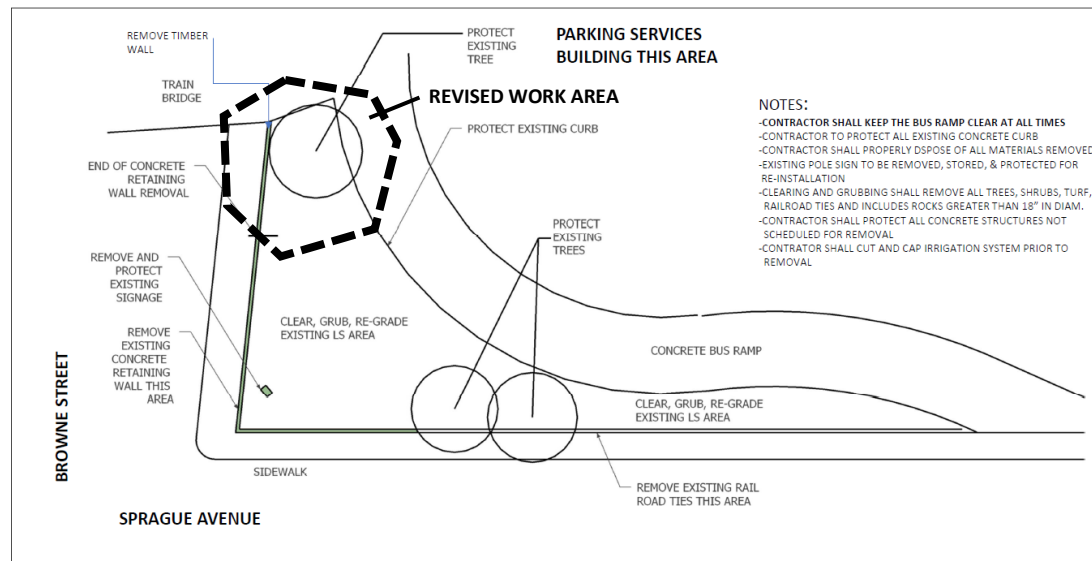 REMOVE TIMBER
WALL
PROTECT
EXISTING
TREE
PARKING SERVICES
BUILDING THIS AREA
TRAIN
BRIDGE
REVISED WORK AREA
PROTECT EXISTING CURB
NOTES:
-CONTRACTOR SHALL KEEP THE BUS RAMP CLEAR AT ALL TIMES
-CONTRACTOR TO PROTECT ALL EXISTING CONCRETE CURB
-CONTRACTOR SHALL PROPERLY DSPOSE OF ALL MATERIALS REMOVED
-EXISTING POLE SIGN TO BE REMOVED, STORED, & PROTECTED FOR
RE-INSTALLATION
-CLEARING AND GRUBBING SHALL REMOVE ALL TREES, SHRUBS, TURF,
RAILROAD TIES AND INCLUDES ROCKS GREATER THAN 18" IN DIAM.
-CONTRACTOR SHALL PROTECT ALL CONCRETE STRUCTURES NOT
SCHEDULED FOR REMOVAL
-CONTRATOR SHALL CUT AND CAP IRRIGATION SYSTEM PRIOR TO
REMOVAL
END OF CONCRETE
RETAINING
WALL REMOVAL
PROTECT
EXISTING
TREES
REMOVE AND
PROTECT
EXISTING
SIGNAGE
CLEAR, GRUB, RE-GRADE
EXISTING LS AREA
REMOVE
EXISTING
CONCRETE
RETAINING
WALL THIS
AREA
CONCRETE BUS RAMP
CLEAR, GRUB, RE-GRADE
EXISTING LS AREA
BROWNE STREET
SIDEWALK
REMOVE EXISTING RAIL
ROAD TIES THIS AREA
SPRAGUE AVENUE